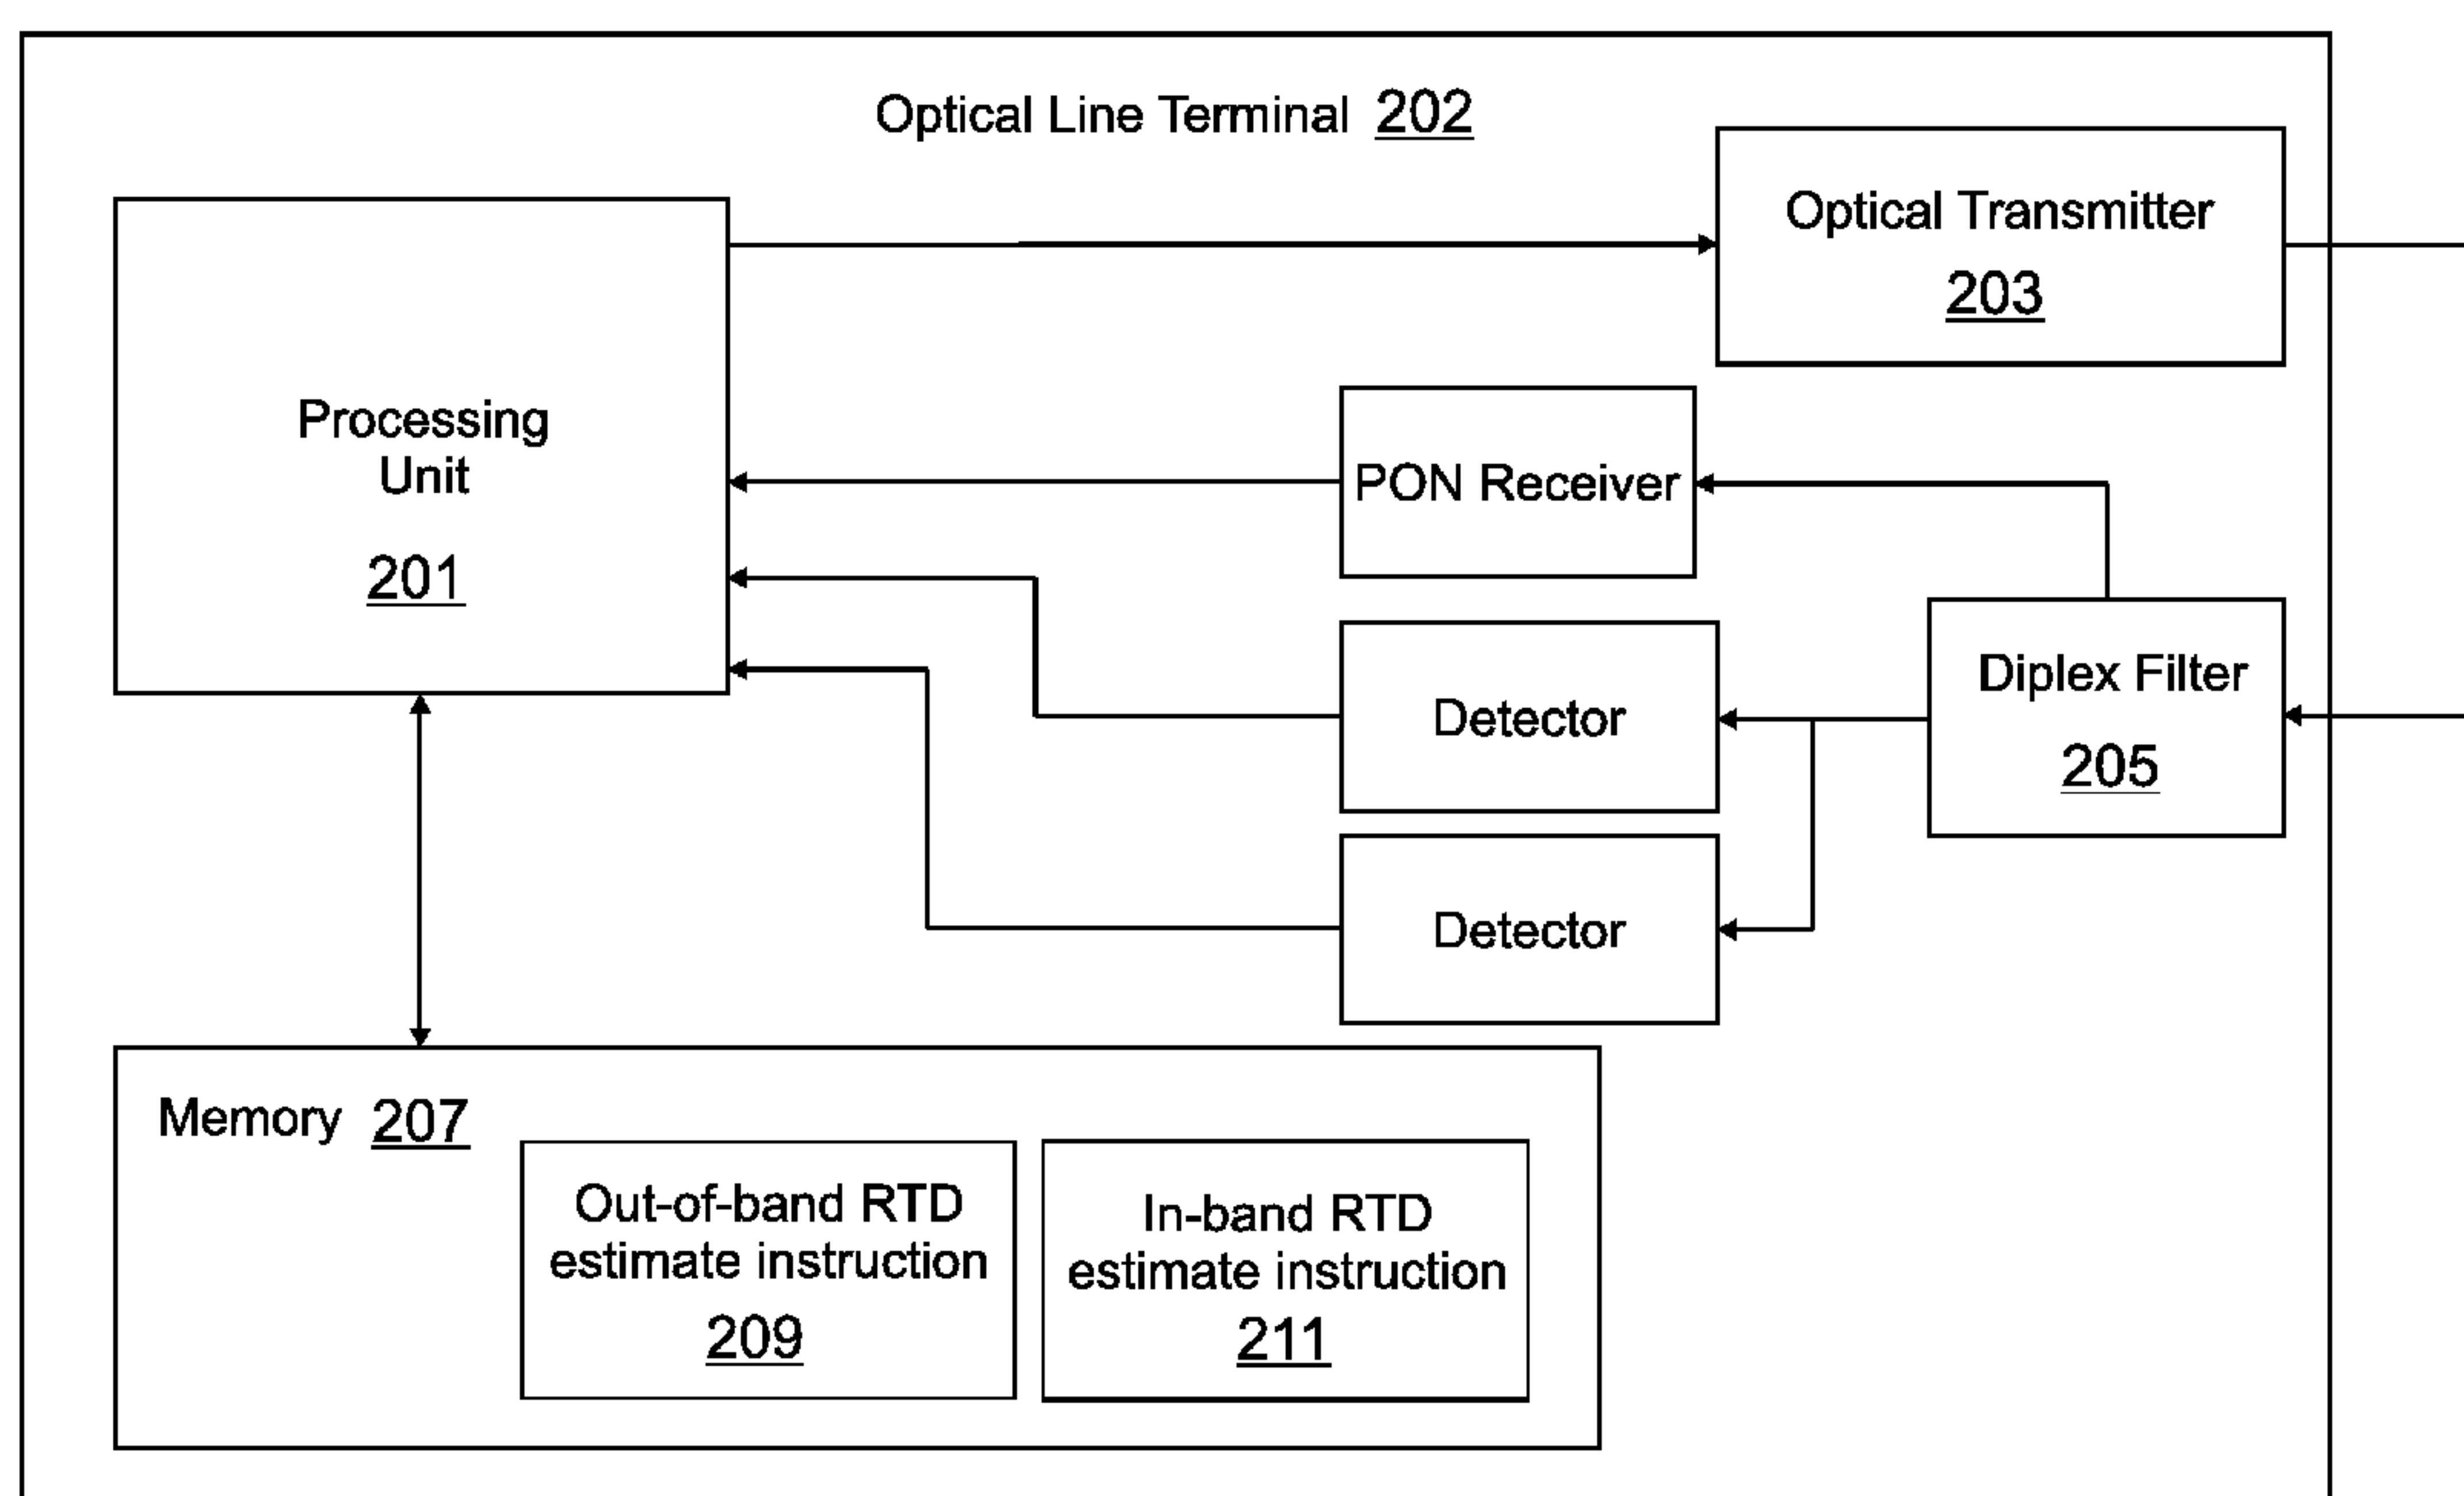 Optical Line Terminal 202
Optical Transmitter
203
Processing
Unit
201
PON Receiver
Diplex Filter
205
Detector
Detector
Memory 207
Out-of-band RTD
estimate instruction
209
In-band RTD
estimate instruction
211